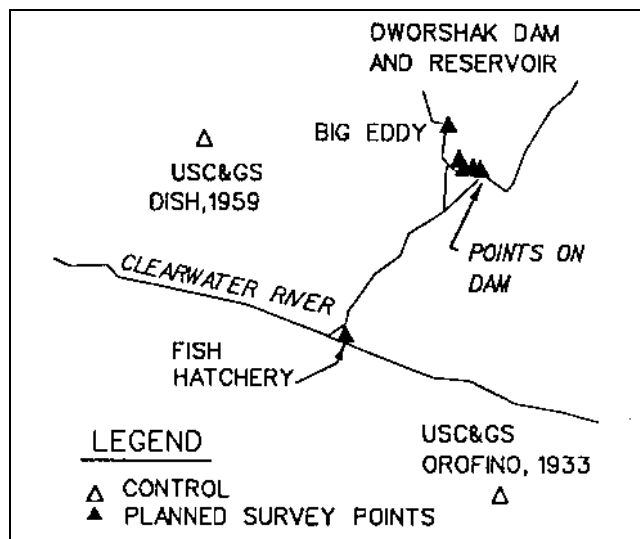 DWORSHAK DAM
AND RESERVOIR
BIG EDDY
USC&GS
DISH, 1959
POINTS ON
DAM
CLEARWATER RIVER
FISH
HATCHERY
USC&GS
OROFINO, 1933
LEGEND
CONTROL
PLANNED SURVEY POINTS